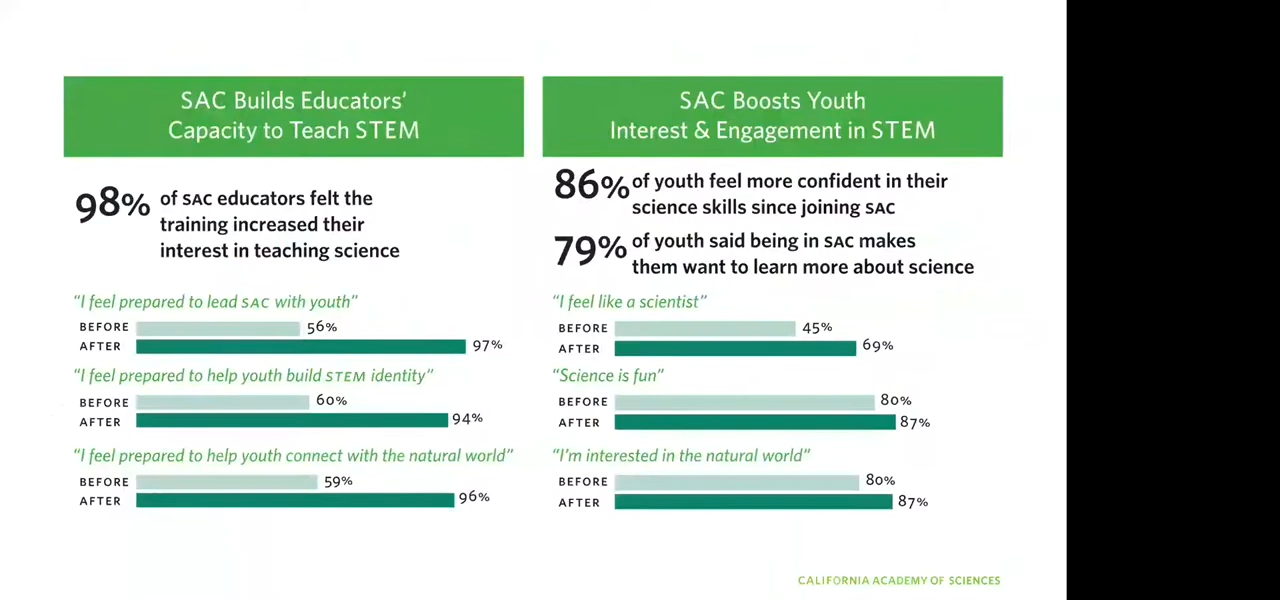 SAC Builds Educators'
Capacity to Teach STEM
98% of SAC educators felt the
training increased their
interest in teaching science
"I feel prepared to lead SAC with youth"
BEFORE 56%
AFTER 97%
"I feel prepared to help youth build STEM identity"
BEFORE 60%
AFTER 94%
"I feel prepared to help youth connect with the natural world"
BEFORE 59%
AFTER 96%
SAC Boosts Youth
Interest & Engagement in STEM
86% of youth feel more confident in their
science skills since joining SAC
79% of youth said being in SAC makes
them want to learn more about science
"I feel like a scientist"
BEFORE 45%
AFTER 69%
"Science is fun"
BEFORE 80%
AFTER 87%
"I'm interested in the natural world"
BEFORE 80%
AFTER 87%
CALIFORNIA ACADEMY OF SCIENCES